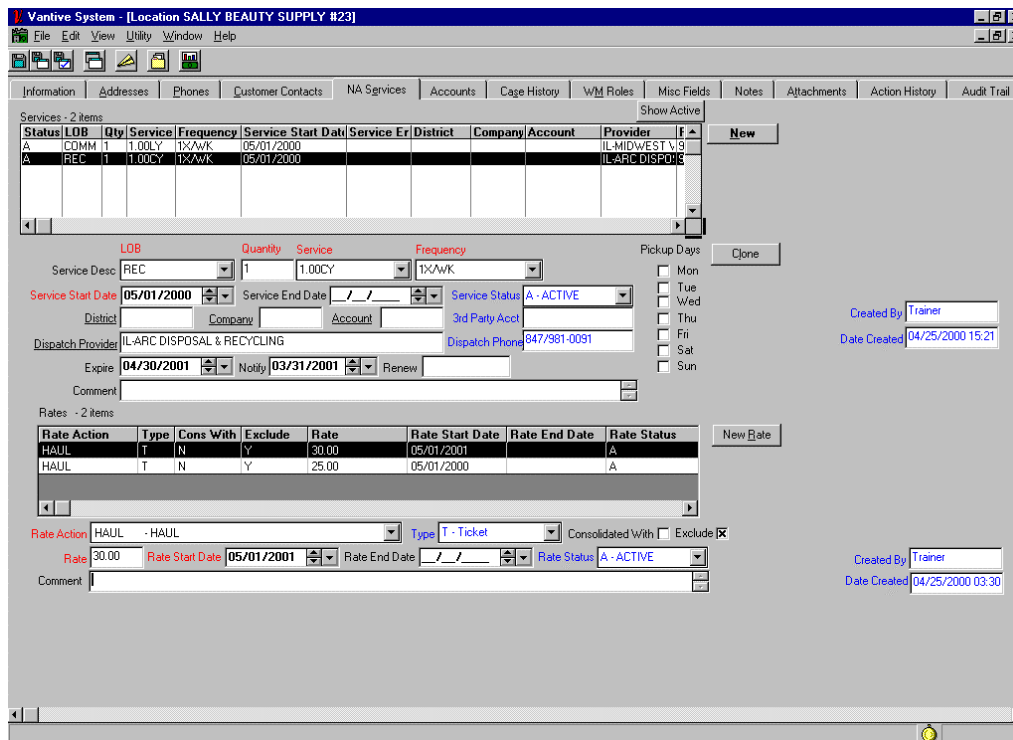 Vantive System - [Location SALLY BEAUTY SUPPLY #23]
File Edit View Utility Window Help
Information Addresses Phones Customer Contacts NA Services Accounts Case History WM Roles Misc Fields Notes Attachments Action History Audit Trail
Show Active
Services - 2 items
Status LOB Qty Service Frequency Service Start Date Service Er District Company Account Provider
A COMM 1 1.00LY 1X/WK 05/01/2000 IL-MIDWEST 9
A REC 1 1.00CY 1X/WK 05/01/2000 IL-ARC DISPO 9
New
LOB Quantity Service Frequency Pickup Days
Clone
Service Desc REC 1 1.00CY 1X/WK Mon
Tue
Service Start Date 05/01/2000 Service End Date _/_/____ Service Status A - ACTIVE Wed
District Company Account 3rd Party Acct Thu
Created By Trainer
Dispatch Provider IL-ARC DISPOSAL & RECYCLING Dispatch Phone 847/981-0091 Fri
Date Created 04/25/2000 15:21
Sat
Expire 04/30/2001 Notify 03/31/2001 Renew Sun
Comment
Rates - 2 items
Rate Action Type Cons With Exclude Rate Rate Start Date Rate End Date Rate Status
HAUL T N Y 30.00 05/01/2001 A
HAUL T N Y 25.00 05/01/2000 A
New Rate
Rate Action HAUL - HAUL Type T - Ticket Consolidated With Exclude
Rate 30.00 Rate Start Date 05/01/2001 Rate End Date _/_/____ Rate Status A - ACTIVE
Created By Trainer
Comment
Date Created 04/25/2000 03:30